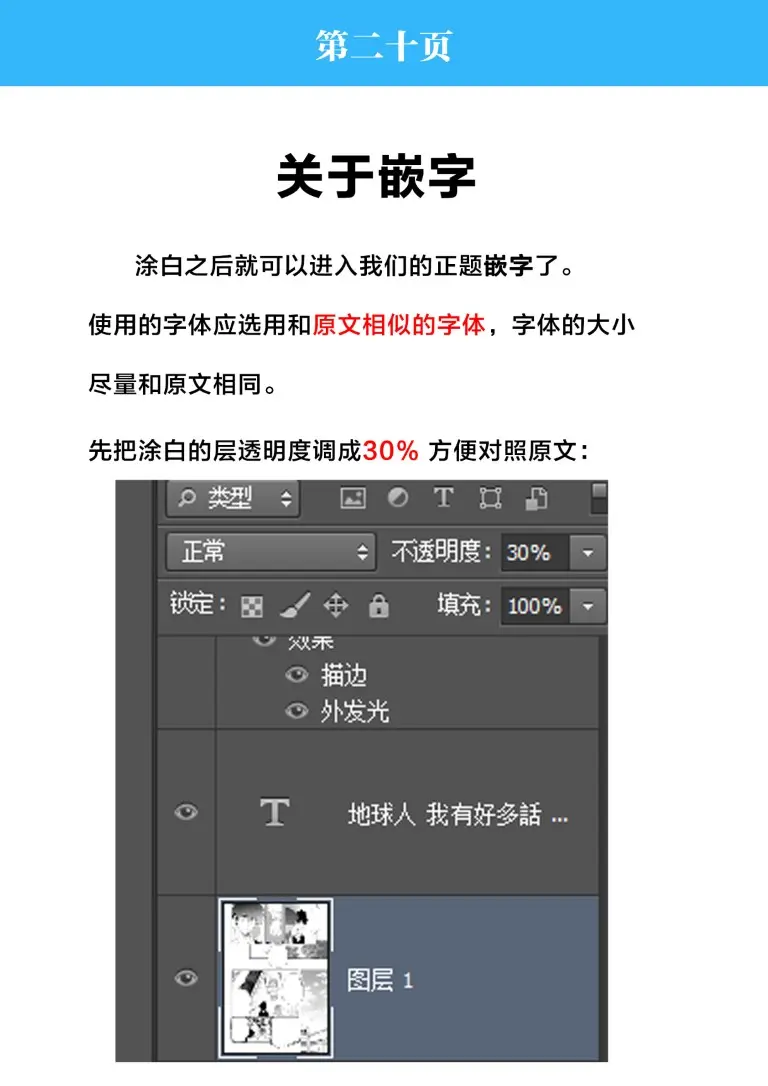 第二十页
关于嵌字
涂白之后就可以进入我们的正题嵌字了。
使用的字体应选用和原文相似的字体，字体的大小
尽量和原文相同。
先把涂白的层透明度调成30% 方便对照原文：
类型
正常 不透明度：30%
锁定： 填充：100%
效果
描边
外发光
地球人 我有好多話 ...
图层 1